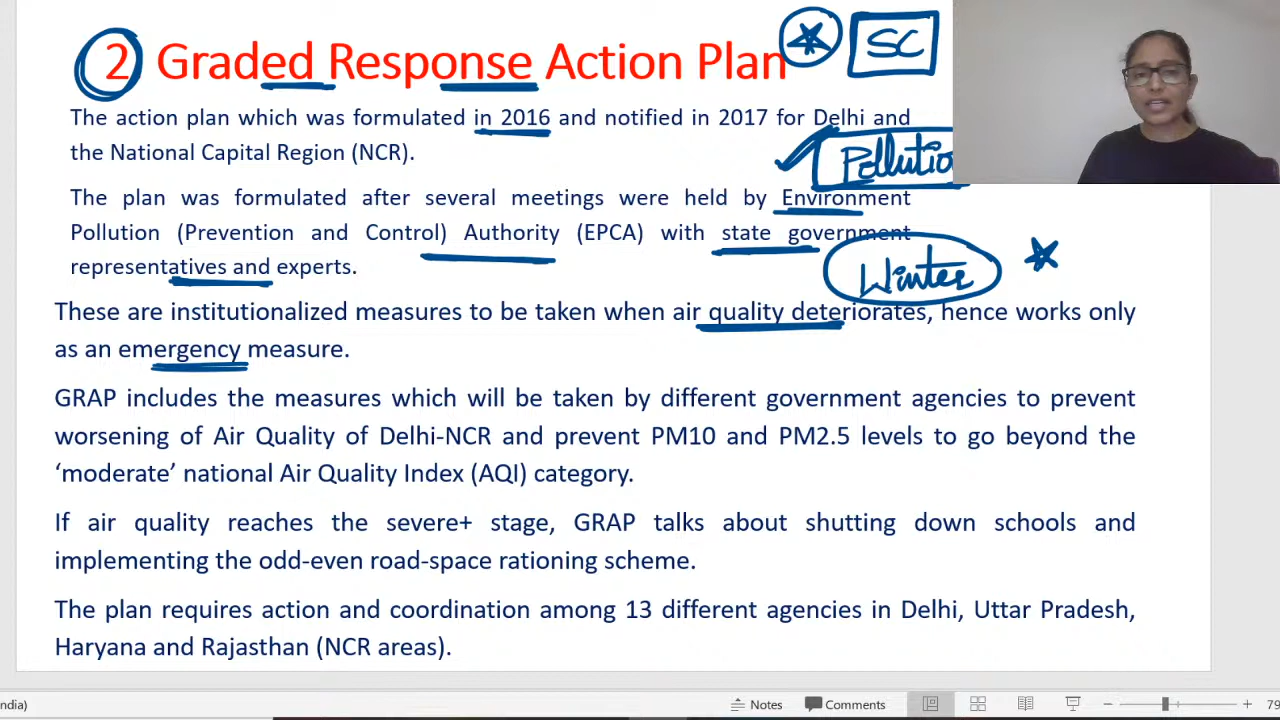 2 Graded Response Action Plan
SC
The action plan which was formulated in 2016 and notified in 2017 for Delhi and
the National Capital Region (NCR).
Pollutio
The plan was formulated after several meetings were held by Environment
Pollution (Prevention and Control) Authority (EPCA) with state government
representatives and experts.
Winter
These are institutionalized measures to be taken when air quality deteriorates, hence works only
as an emergency measure.
GRAP includes the measures which will be taken by different government agencies to prevent
worsening of Air Quality of Delhi-NCR and prevent PM10 and PM2.5 levels to go beyond the
‘moderate’ national Air Quality Index (AQI) category.
If air quality reaches the severe+ stage, GRAP talks about shutting down schools and
implementing the odd-even road-space rationing scheme.
The plan requires action and coordination among 13 different agencies in Delhi, Uttar Pradesh,
Haryana and Rajasthan (NCR areas).
ndia) Notes Comments 79